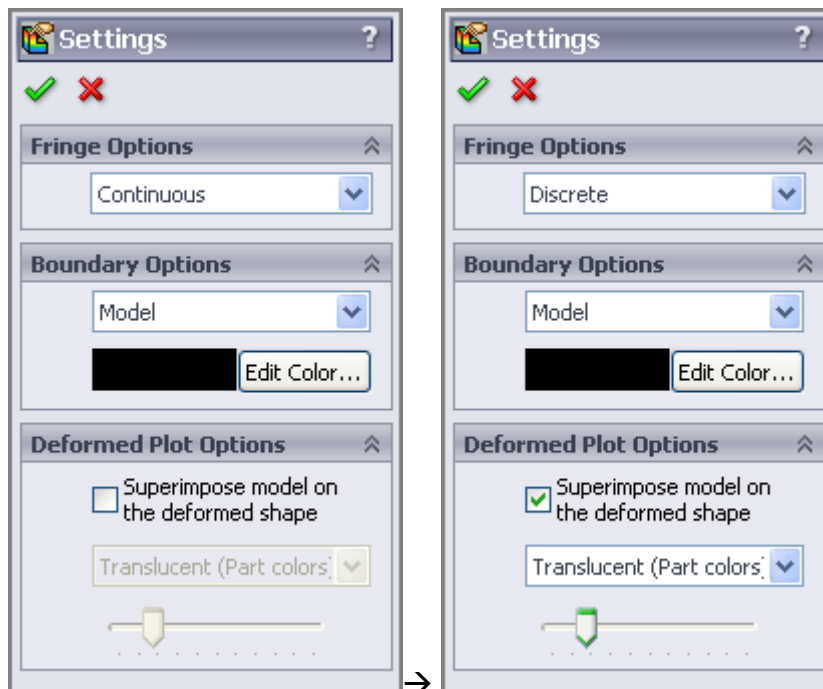 Settings ?
Fringe Options
Continuous
Boundary Options
Model
Edit Color...
Deformed Plot Options
Superimpose model on
the deformed shape
Translucent (Part colors)
→
Settings ?
Fringe Options
Discrete
Boundary Options
Model
Edit Color...
Deformed Plot Options
Superimpose model on
the deformed shape
Translucent (Part colors)